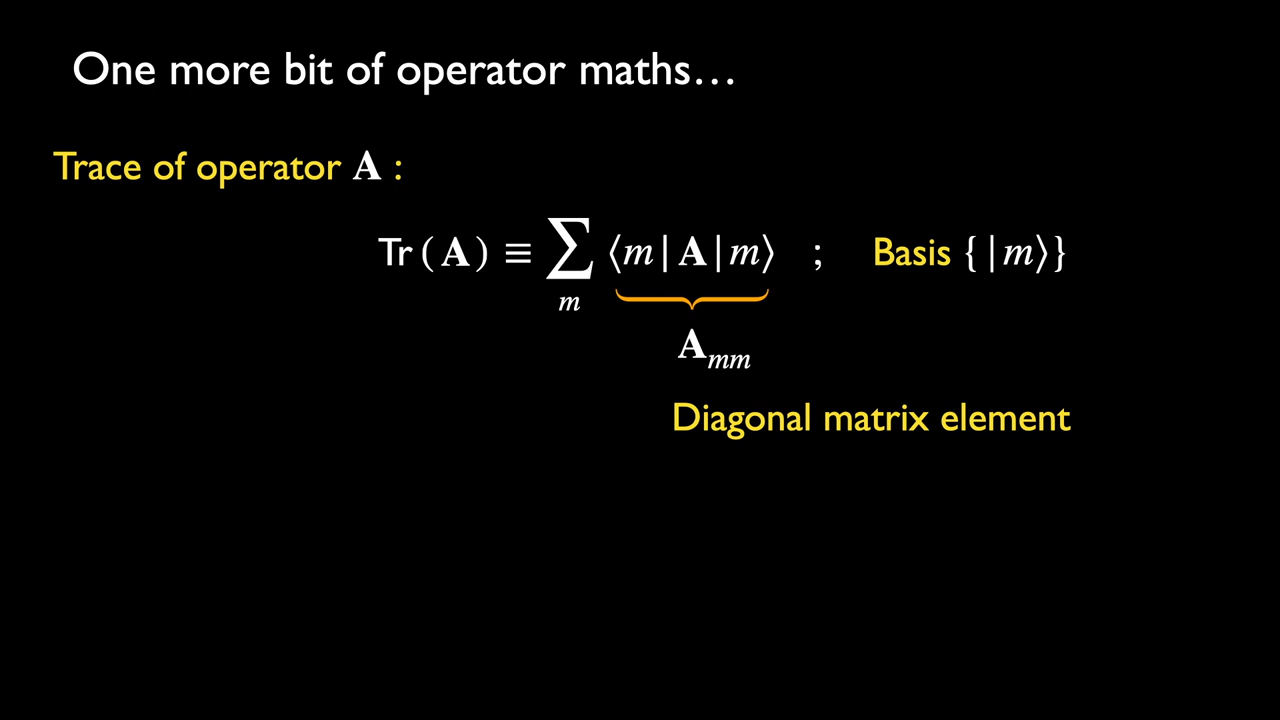 One more bit of operator maths…
Trace of operator A :
Tr ( A ) ≡ ∑ ⟨m | A | m⟩ ; Basis { | m⟩}
m
A_mm
Diagonal matrix element